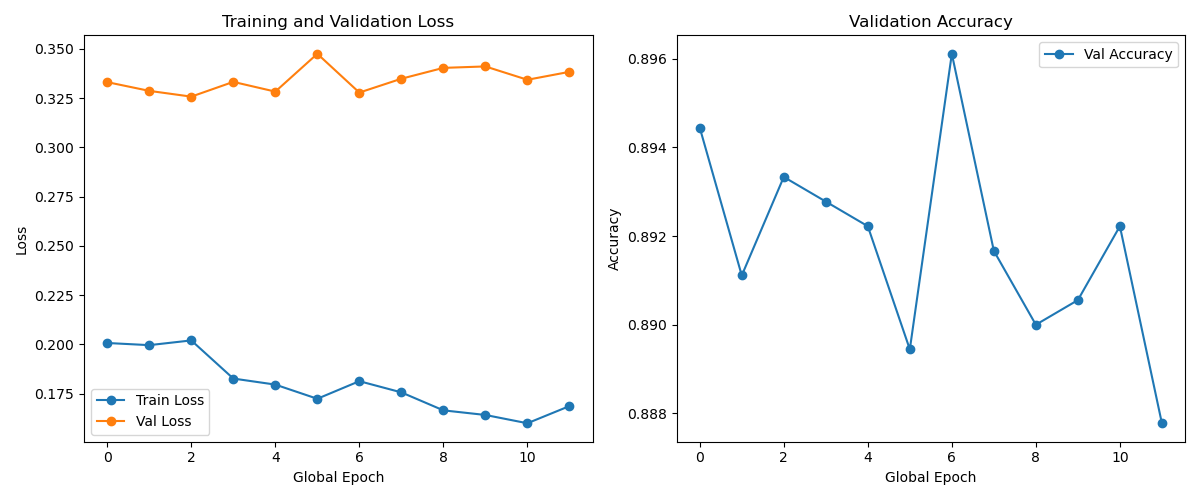 Training and Validation Loss
0.350
0.325
0.300
0.275
0.250
0.225
0.200
0.175
Loss
Train Loss
Val Loss
0 2 4 6 8 10
Global Epoch
Validation Accuracy
Val Accuracy
0.896
0.894
0.892
0.890
0.888
Accuracy
0 2 4 6 8 10
Global Epoch